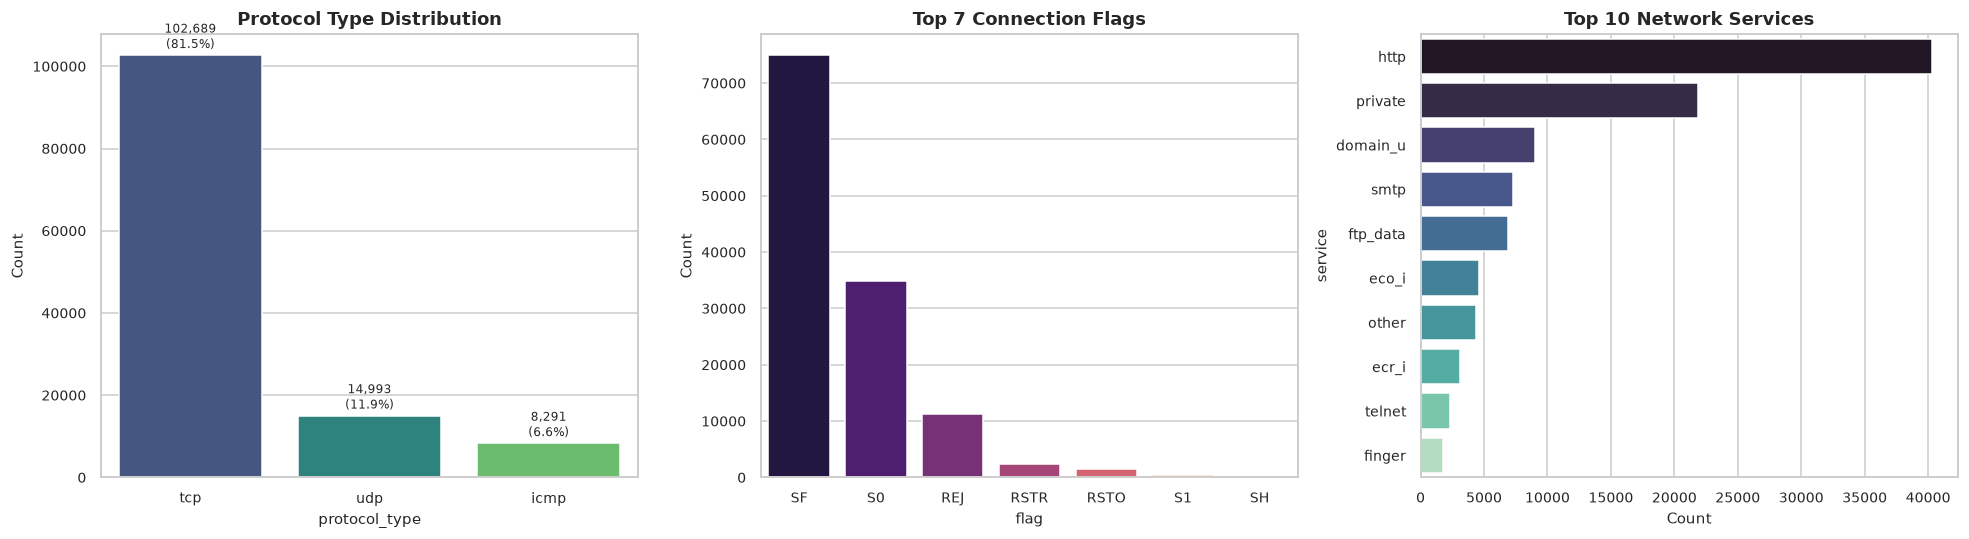 Protocol Type Distribution
102,689
(81.5%)
100000
80000
60000
40000
20000
0
Count
14,993
(11.9%)
8,291
(6.6%)
tcp udp icmp
protocol_type
Top 7 Connection Flags
70000
60000
50000
40000
30000
20000
10000
0
Count
SF S0 REJ RSTR RSTO S1 SH
flag
Top 10 Network Services
http
private
domain_u
smtp
ftp_data
eco_i
other
ecr_i
telnet
finger
service
0 5000 10000 15000 20000 25000 30000 35000 40000
Count